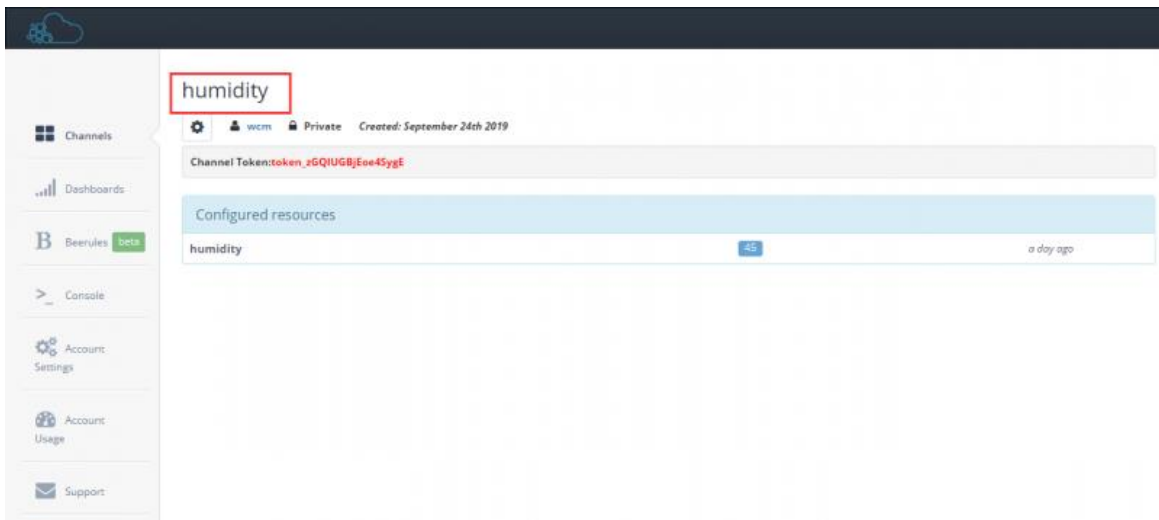 humidity
wcm Private Created: September 24th 2019
Channel Token:token_zGQIUGBjEoe4SygE
Configured resources
humidity 45 a day ago
Channels
Dashboards
B Beerules beta
>_ Console
Account
Settings
Account
Usage
Support